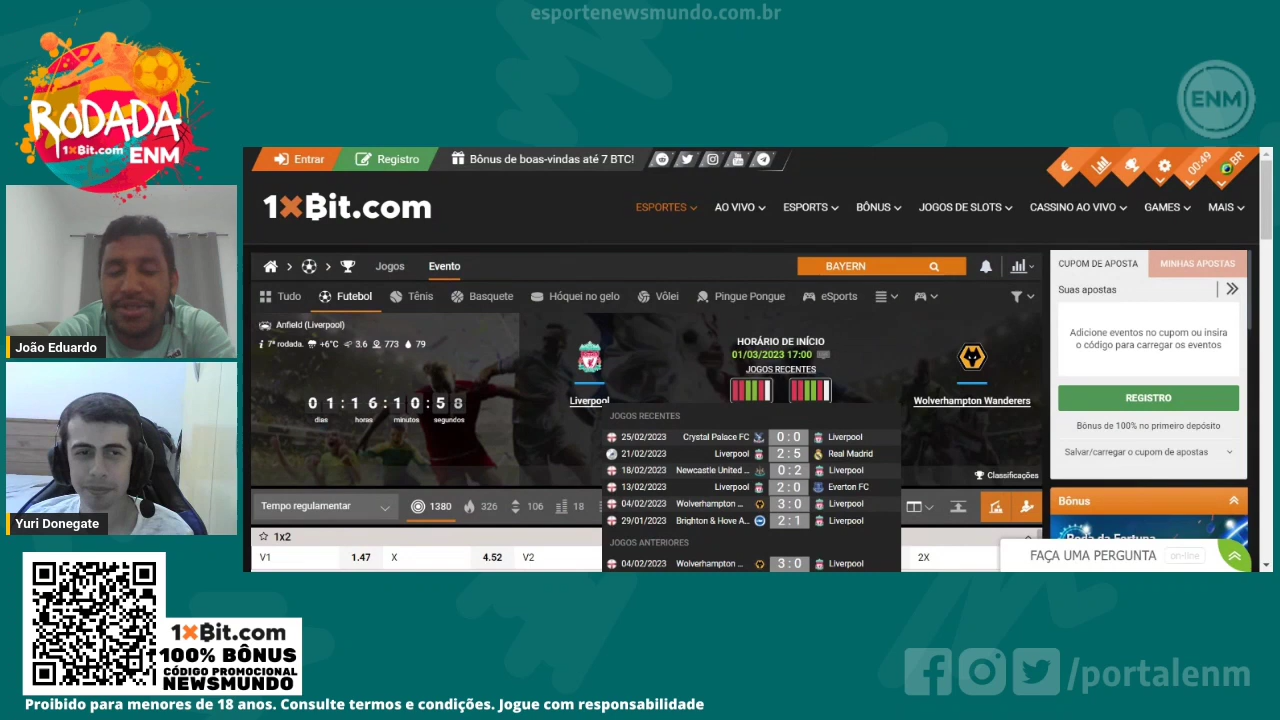 esportenewsmundo.com.br
RODADA
1xBit.com
ENM
ENM
João Eduardo
Yuri Donegate
Entrar
Registro
Bônus de boas-vindas até 7 BTC!
00:49
BR
1xBit.com
ESPORTES
AO VIVO
ESPORTS
BÔNUS
JOGOS DE SLOTS
CASSINO AO VIVO
GAMES
MAIS
Jogos
Evento
BAYERN
Tudo
Futebol
Tênis
Basquete
Hóquei no gelo
Vôlei
Pingue Pongue
eSports
Anfield (Liverpool)
7ª rodada. +6°C 3.6 773 79
01:16:10:58
dias horas minutos segundos
Liverpool
HORÁRIO DE INÍCIO
01/03/2023 17:00
JOGOS RECENTES
Wolverhampton Wanderers
JOGOS RECENTES
25/02/2023 Crystal Palace FC 0:0 Liverpool
21/02/2023 Liverpool 2:5 Real Madrid
18/02/2023 Newcastle United ... 0:2 Liverpool
13/02/2023 Liverpool 2:0 Everton FC
04/02/2023 Wolverhampton ... 3:0 Liverpool
29/01/2023 Brighton & Hove A... 2:1 Liverpool
JOGOS ANTERIORES
04/02/2023 Wolverhampton ... 3:0 Liverpool
Classificações
Tempo regulamentar
1380 326 106 18
1x2
V1 1.47 X 4.52 V2
2X
CUPOM DE APOSTA
MINHAS APOSTAS
Suas apostas
Adicione eventos no cupom ou insira
o código para carregar os eventos
REGISTRO
Bônus de 100% no primeiro depósito
Salvar/carregar o cupom de apostas
Bônus
Roda da Fortuna
FAÇA UMA PERGUNTA
on-line
1xBit.com
100% BÔNUS
CÓDIGO PROMOCIONAL
NEWSMUNDO
/portalenm
Proibido para menores de 18 anos. Consulte termos e condições. Jogue com responsabilidade